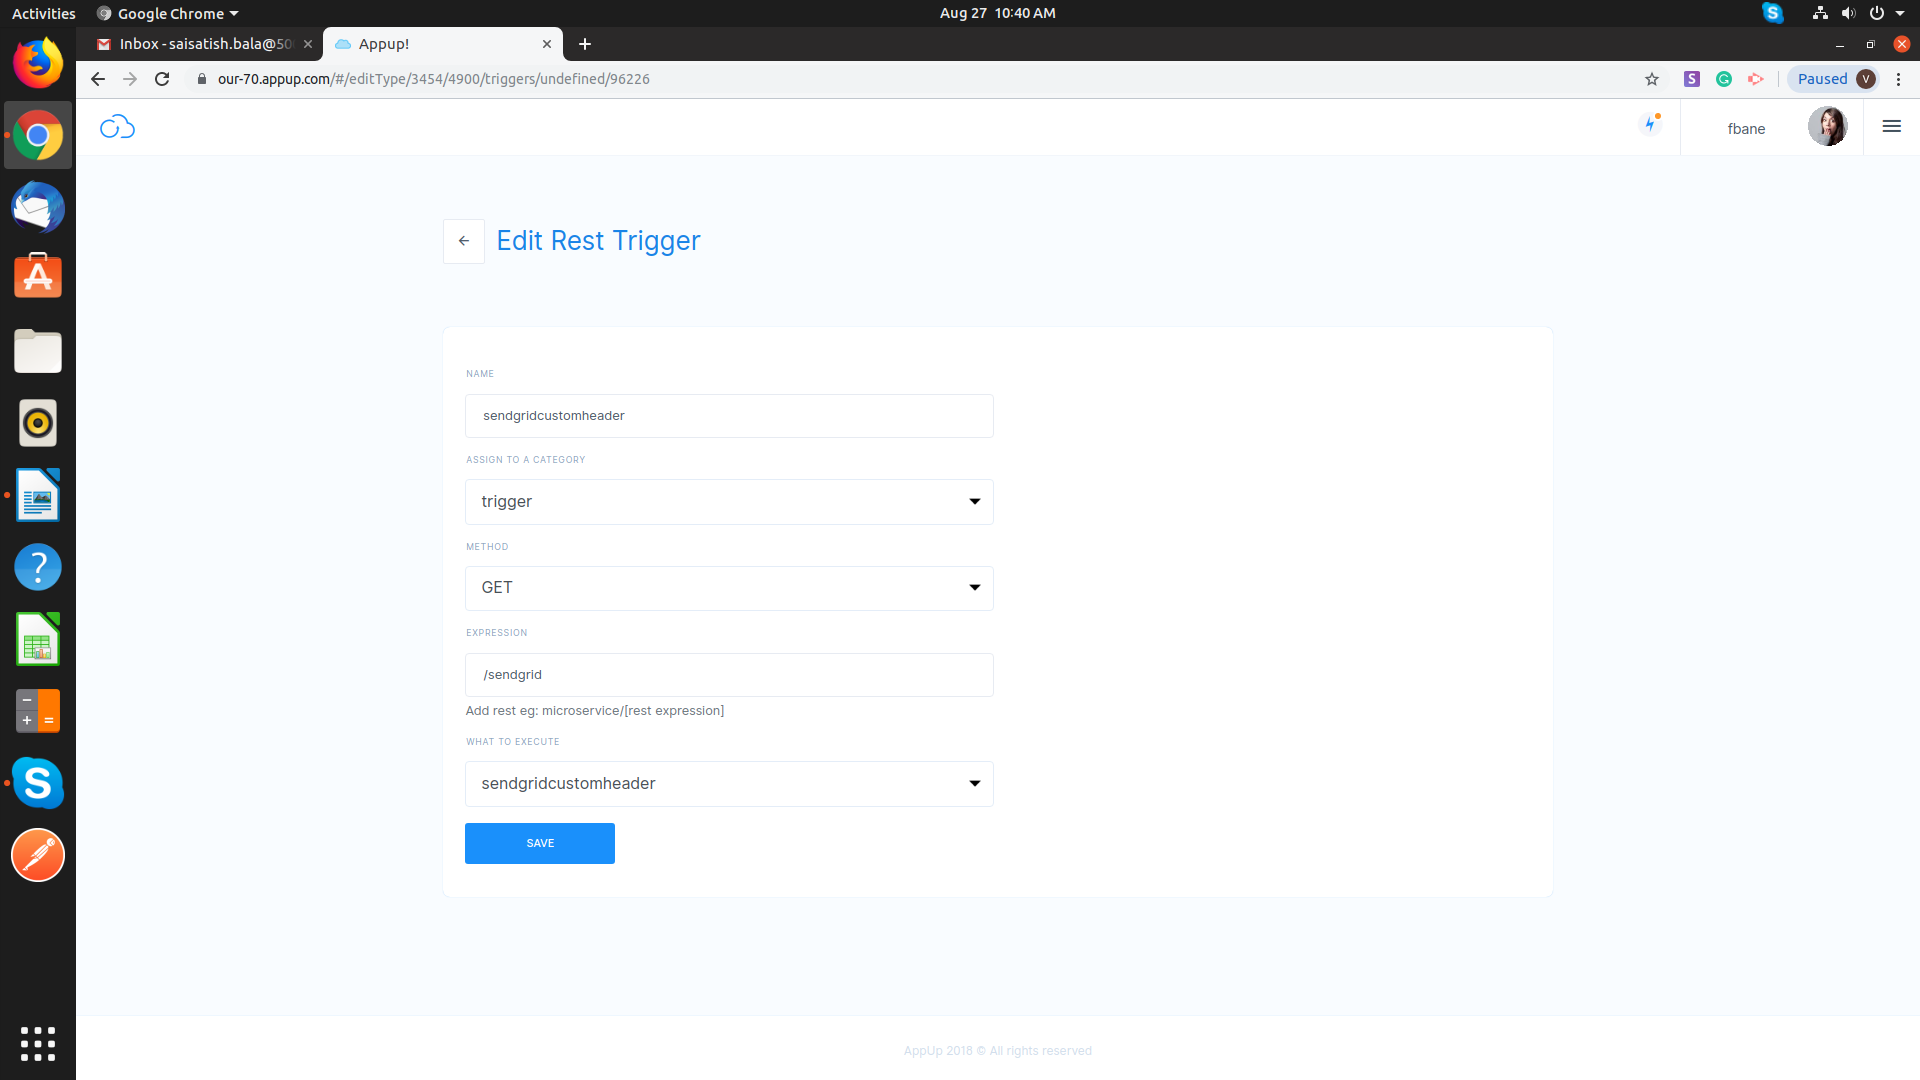 Activities
Google Chrome
Aug 27 10:40 AM
Inbox - saisatish.bala@50
Appup!
our-70.appup.com/#/editType/3454/4900/triggers/undefined/96226
Paused
V
fbane
Edit Rest Trigger
NAME
sendgridcustomheader
ASSIGN TO A CATEGORY
trigger
METHOD
GET
EXPRESSION
/sendgrid
Add rest eg: microservice/[rest expression]
WHAT TO EXECUTE
sendgridcustomheader
SAVE
AppUp 2018 © All rights reserved